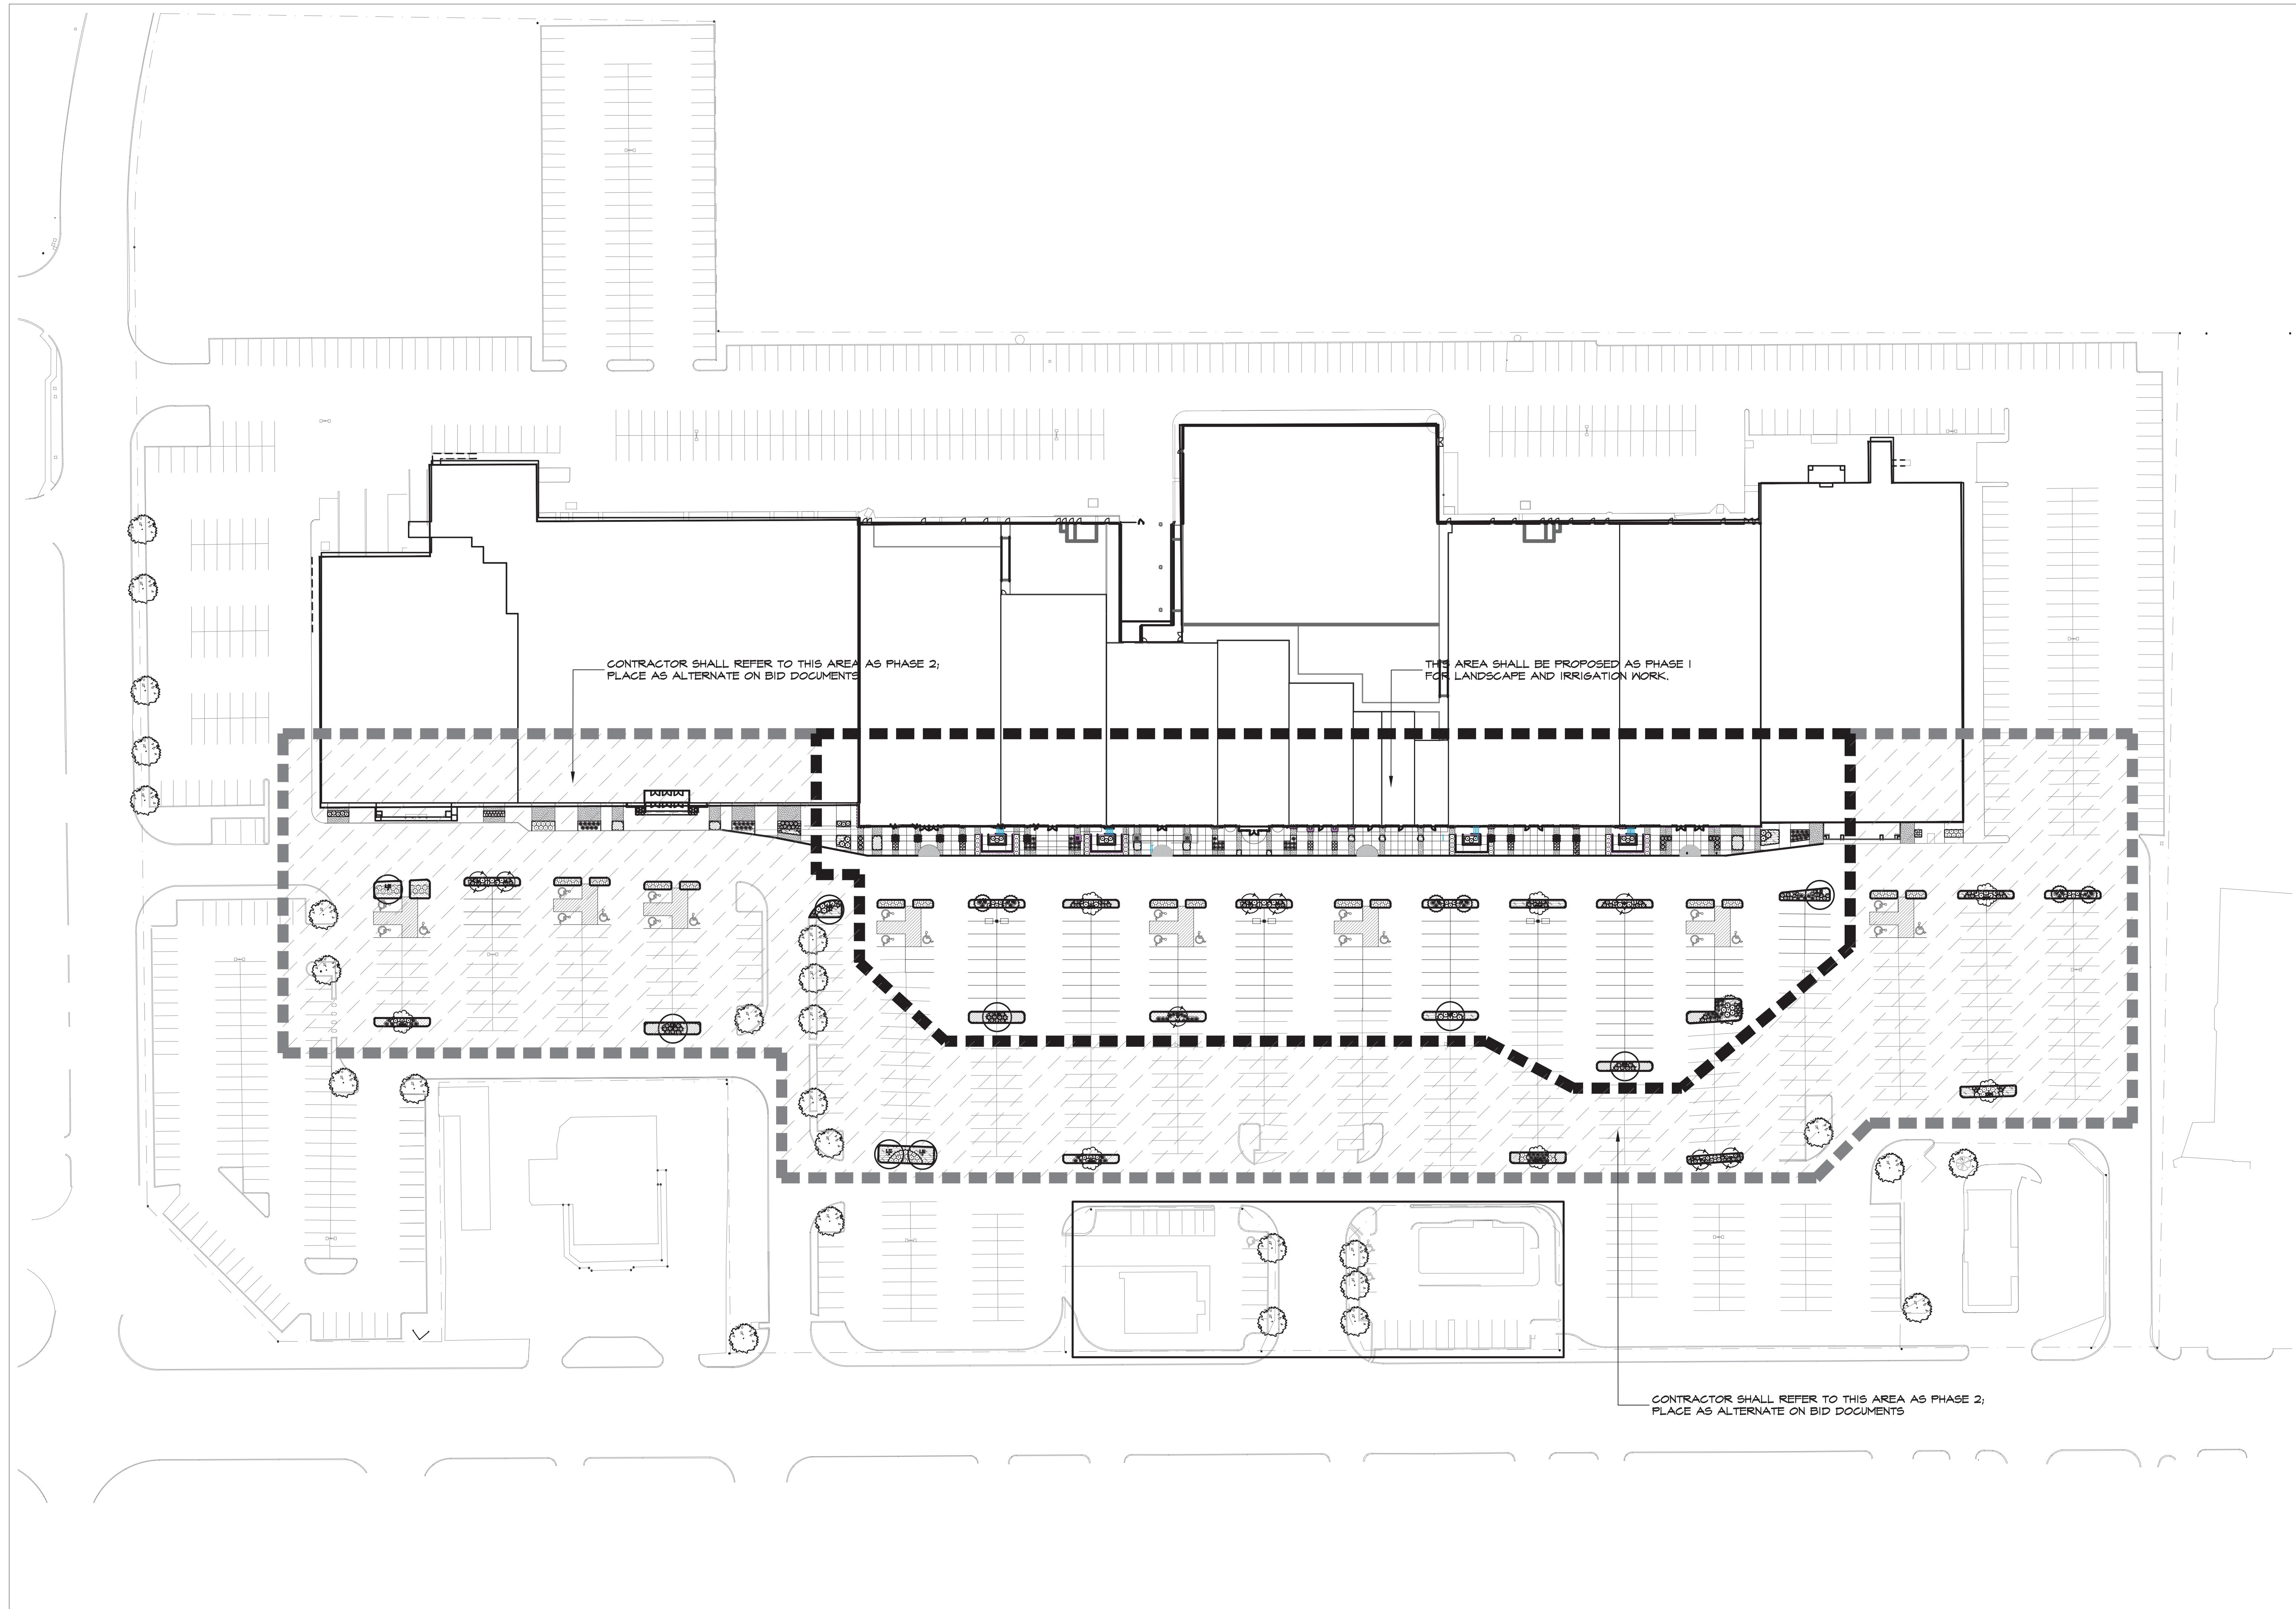 CONTRACTOR SHALL REFER TO THIS AREA AS PHASE 2;
PLACE AS ALTERNATE ON BID DOCUMENTS
THIS AREA SHALL BE PROPOSED AS PHASE 1
FOR LANDSCAPE AND IRRIGATION WORK.
CONTRACTOR SHALL REFER TO THIS AREA AS PHASE 2;
PLACE AS ALTERNATE ON BID DOCUMENTS